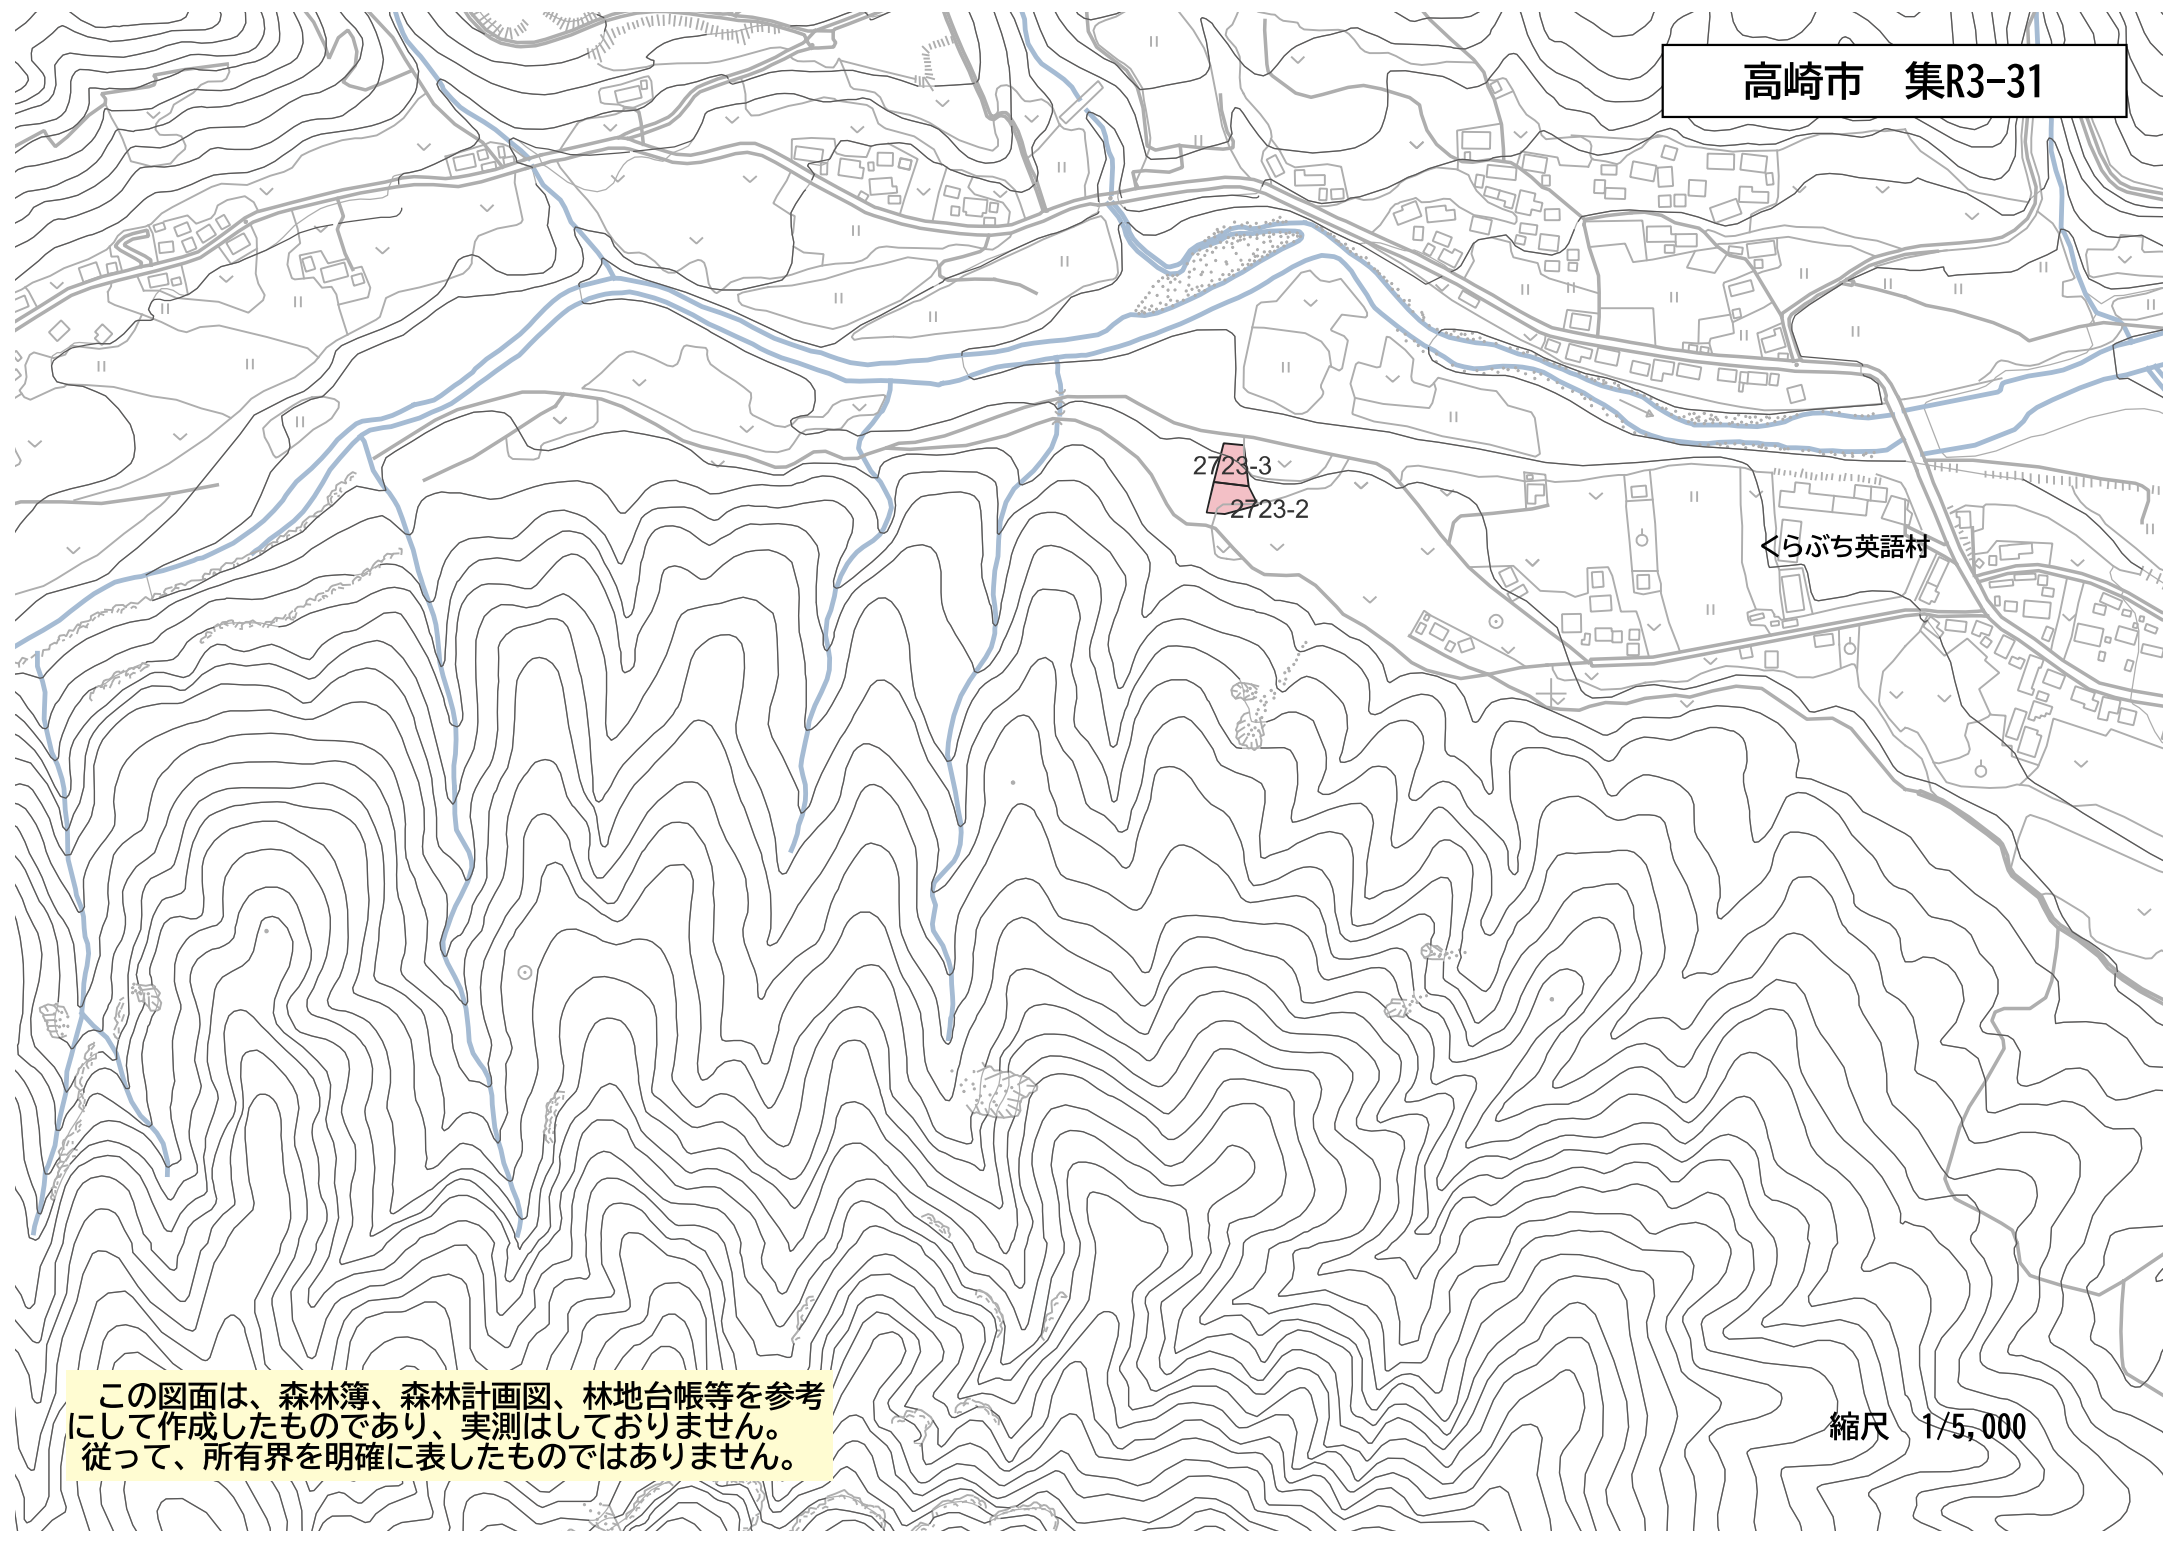 高崎市　集R3-31
2723-3
2723-2
くらぶち英語村
この図面は、森林簿、森林計画図、林地台帳等を参考
にして作成したものであり、実測はしておりません。
従って、所有界を明確に表したものではありません。
縮尺　1/5,000